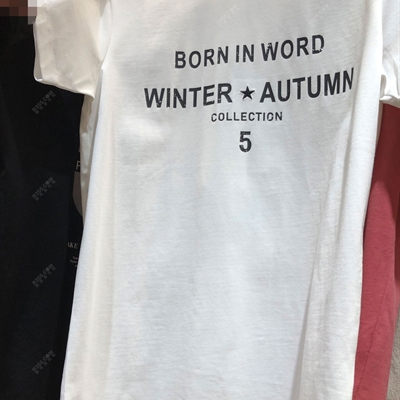 BORN IN WORD
WINTER ★ AUTUMN
COLLECTION
5